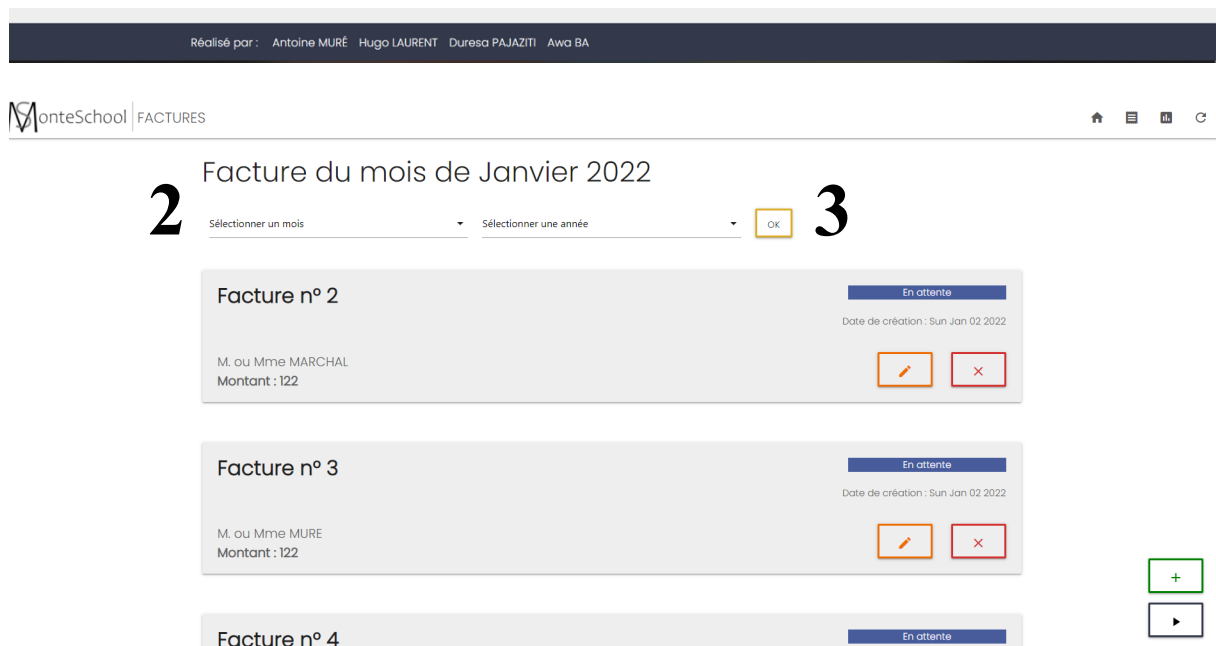 Réalisé par : Antoine MURÉ Hugo LAURENT Duresa PAJAZITI Awa BA
MonteSchool FACTURES
Facture du mois de Janvier 2022
2 Sélectionner un mois Sélectionner une année OK 3
Facture n° 2 En attente
Date de création : Sun Jan 02 2022
M. ou Mme MARCHAL
Montant : 122
Facture n° 3 En attente
Date de création : Sun Jan 02 2022
M. ou Mme MURE
Montant : 122
Facture n° 4 En attente